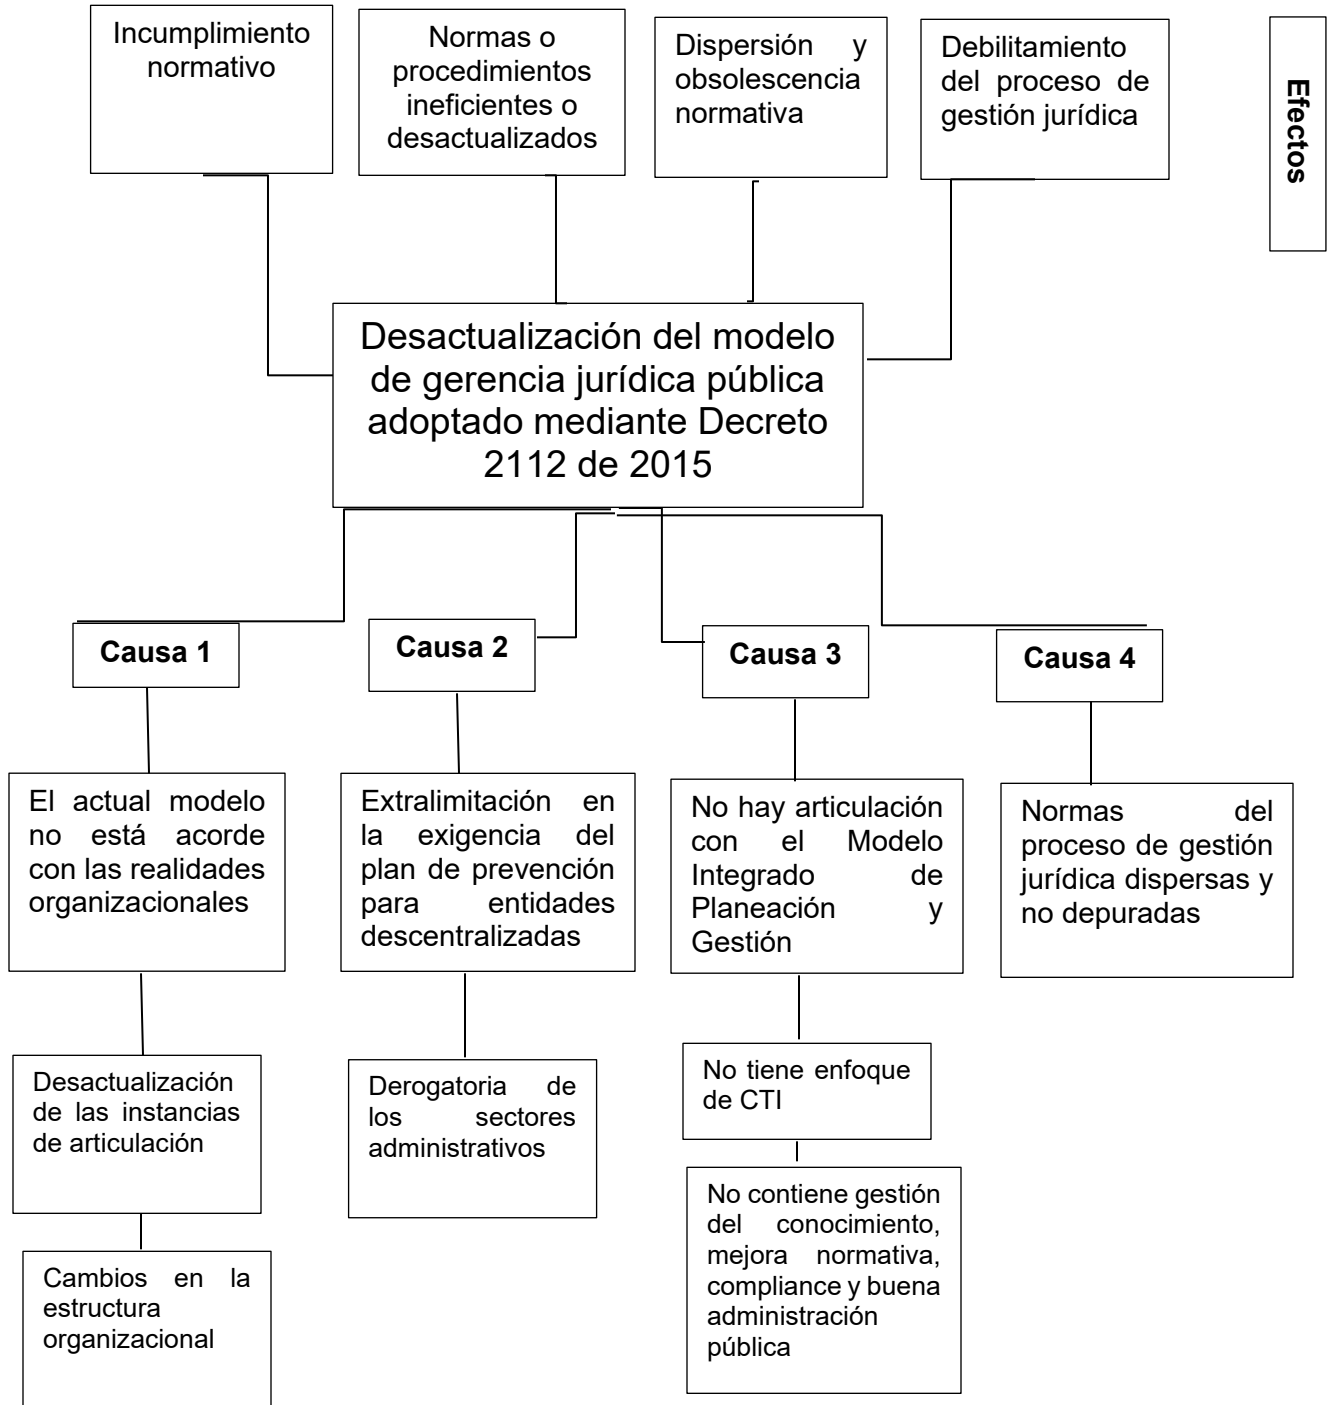 Incumplimiento
normativo
Normas o
procedimientos
ineficientes o
desactualizados
Dispersión y
obsolescencia
normativa
Debilitamiento
del proceso de
gestión jurídica
Efectos
Desactualización del modelo
de gerencia jurídica pública
adoptado mediante Decreto
2112 de 2015
Causa 1
Causa 2
Causa 3
Causa 4
El actual modelo
no está acorde
con las realidades
organizacionales
Extralimitación en
la exigencia del
plan de prevención
para entidades
descentralizadas
No hay articulación
con el Modelo
Integrado de
Planeación y
Gestión
Normas del
proceso de gestión
jurídica dispersas y
no depuradas
Desactualización
de las instancias
de articulación
Derogatoria de
los sectores
administrativos
No tiene enfoque
de CTI
Cambios en la
estructura
organizacional
No contiene gestión
del conocimiento,
mejora normativa,
compliance y buena
administración
pública